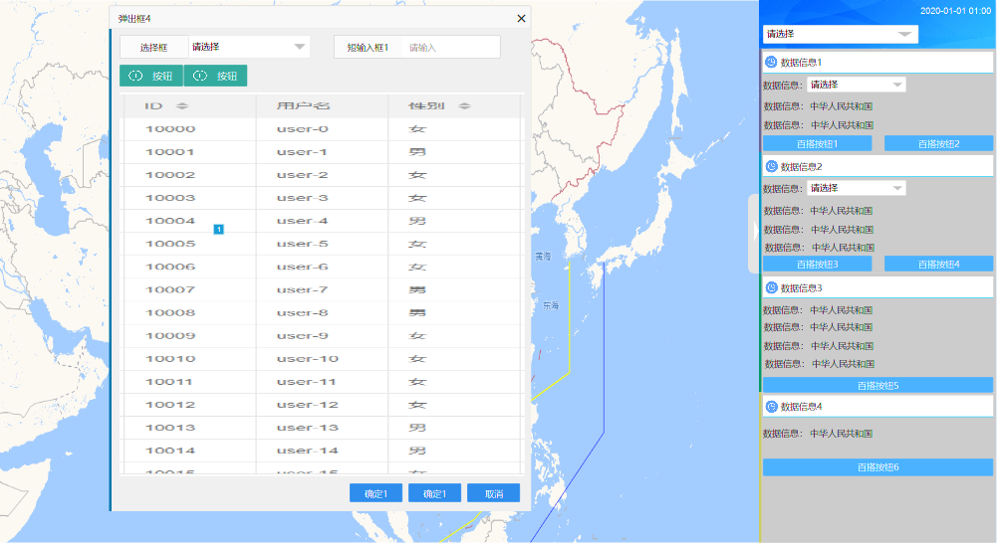 弹出框4
选择框 请选择 短输入框1 请输入
按钮 按钮
ID 用户名 性别
10000 user-0 女
10001 user-1 男
10002 user-2 女
10003 user-3 女
10004 user-4 男
10005 user-5 女
10006 user-6 女
10007 user-7 男
10008 user-8 男
10009 user-9 女
10010 user-10 女
10011 user-11 女
10012 user-12 女
10013 user-13 男
10014 user-14 男
10015 user-15 女
确定1 确定1 取消
1
黄海
东海
2020-01-01 01:00
请选择
数据信息1
数据信息: 请选择
数据信息: 中华人民共和国
数据信息: 中华人民共和国
百搭按钮1 百搭按钮2
数据信息2
数据信息: 请选择
数据信息: 中华人民共和国
数据信息: 中华人民共和国
数据信息: 中华人民共和国
百搭按钮3 百搭按钮4
数据信息3
数据信息: 中华人民共和国
数据信息: 中华人民共和国
数据信息: 中华人民共和国
数据信息: 中华人民共和国
百搭按钮5
数据信息4
数据信息: 中华人民共和国
百搭按钮6